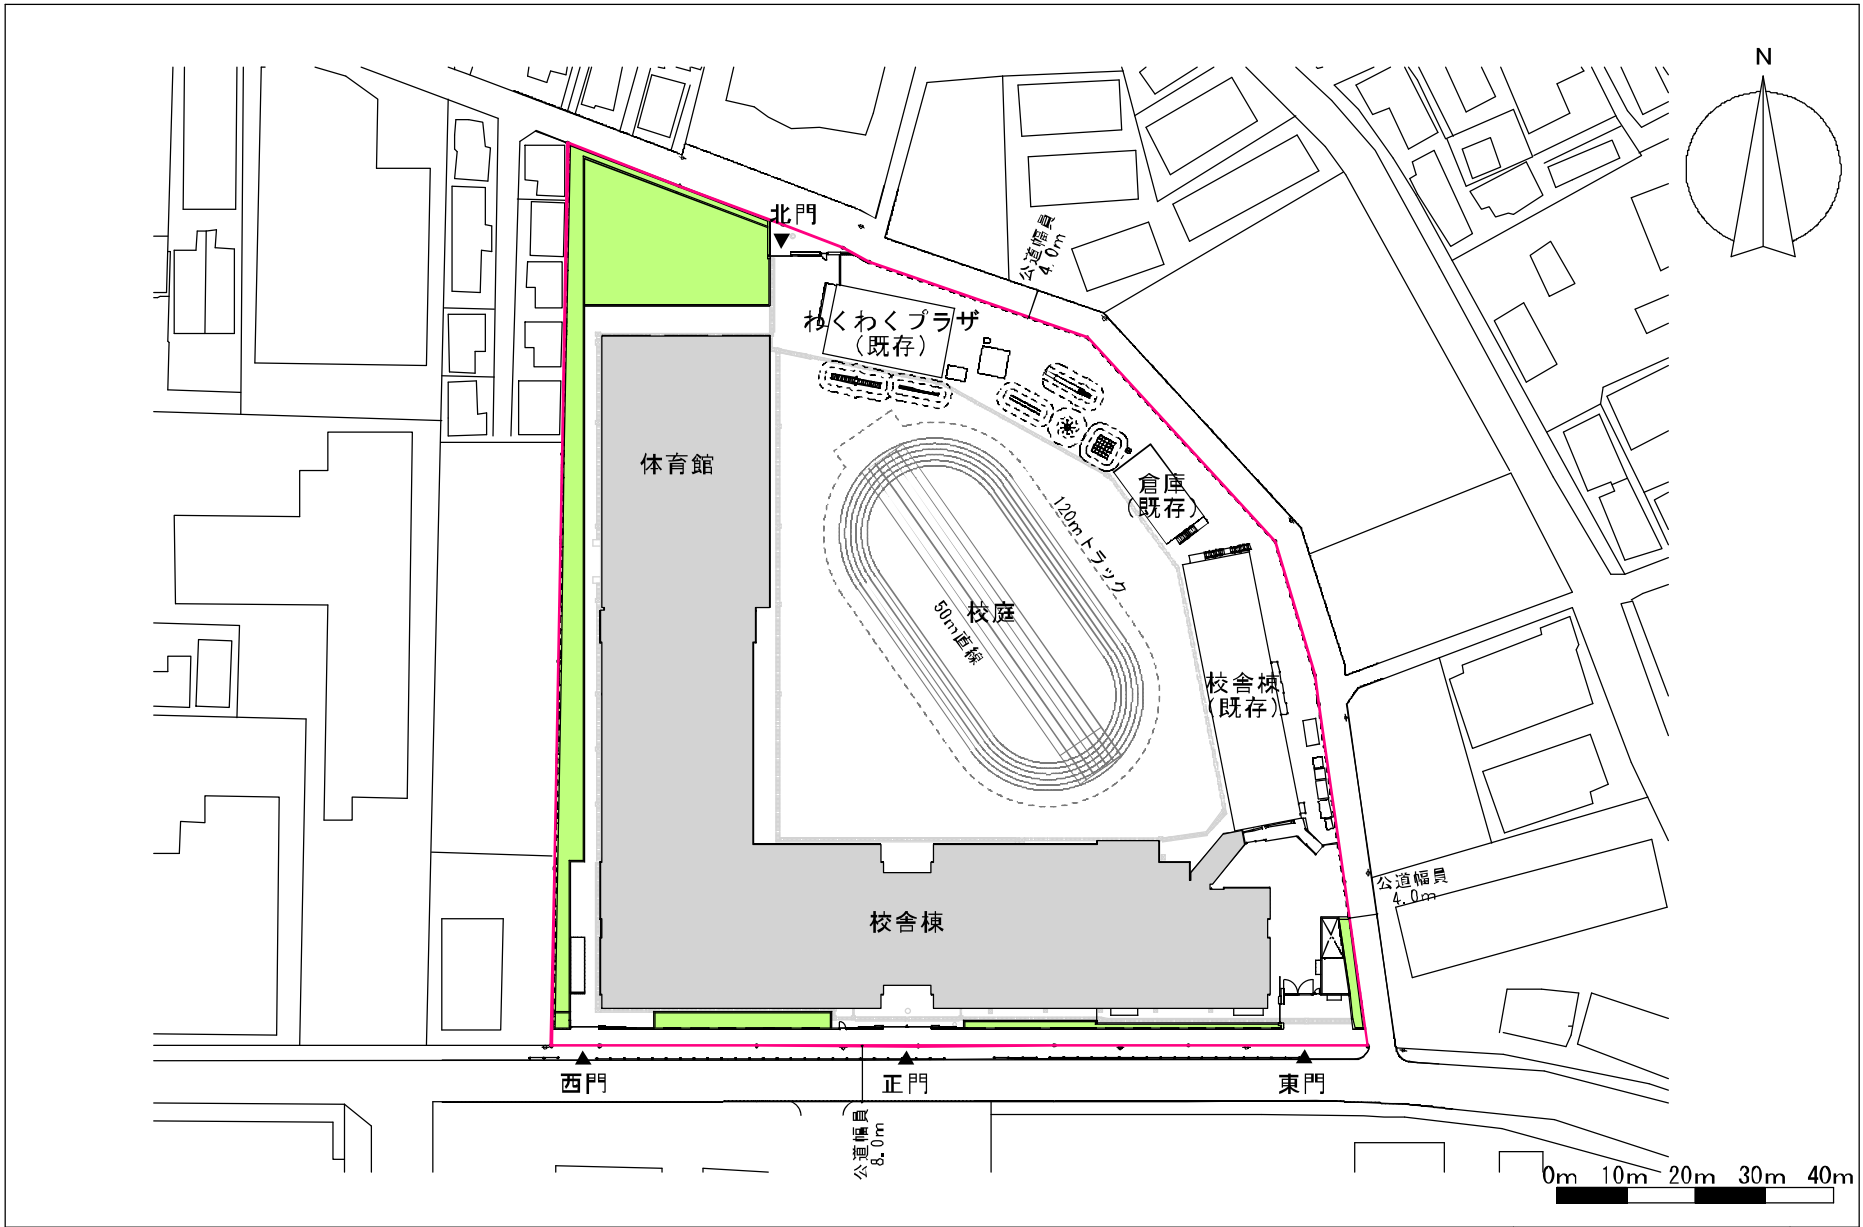 N
北門
公道幅員
4.0m
わくわくプラザ
(既存)
体育館
倉庫
(既存)
120mトラック
校庭
50m直線
校舎棟
(既存)
公道幅員
4.0m
校舎棟
西門
正門
東門
公道幅員
8.0m
0m 10m 20m 30m 40m